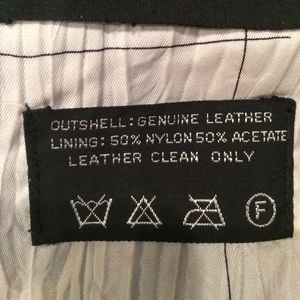 OUTSHELL: GENUINE LEATHER
LINING: 50% NYLON 50% ACETATE
LEATHER CLEAN ONLY
F